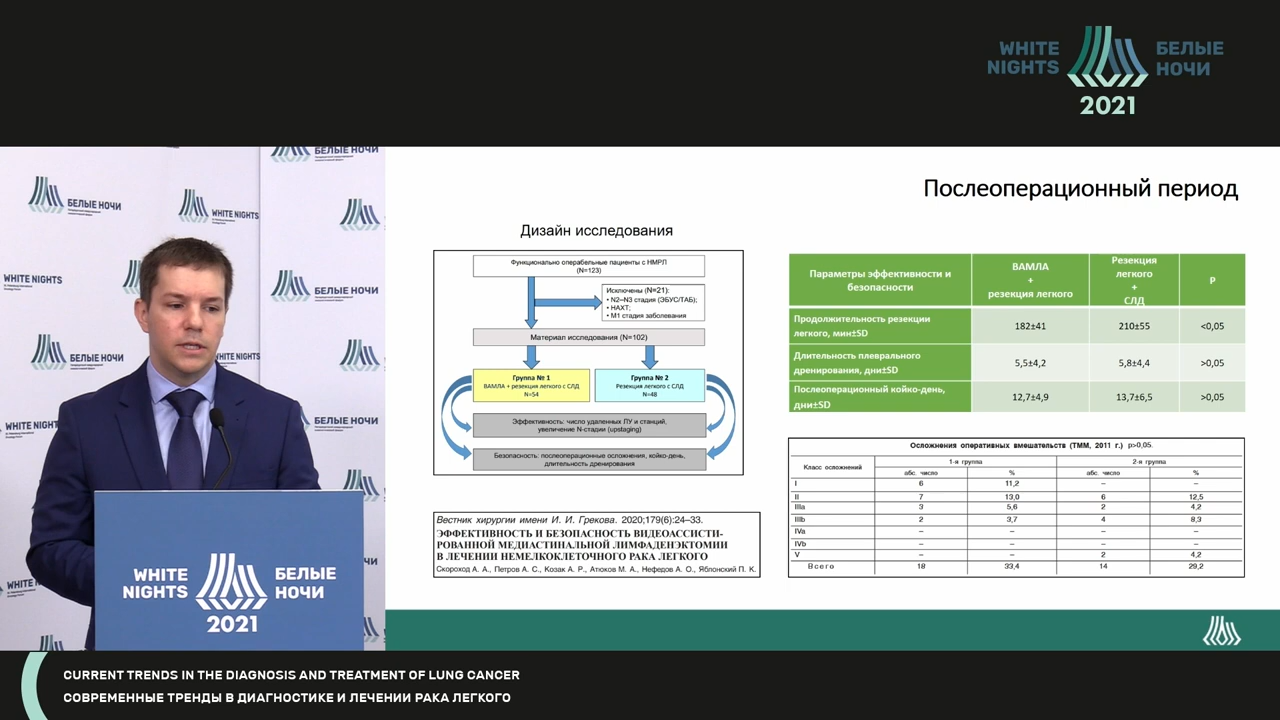 WHITE
NIGHTS
БЕЛЫЕ
НОЧИ
2021
БЕЛЫЕ НОЧИ
WHITE NIGHTS
WHITE NIGHTS
БЕЛЫЕ НОЧИ
БЕЛЫЕ НОЧИ
WHITE NIGHTS
WHITE
NIGHTS
БЕЛЫЕ
НОЧИ
2021
Послеоперационный период
Дизайн исследования
Функционально операбельные пациенты с НМРЛ
(N=123)
Исключены (N=21):
• N2–N3 стадия (ЭБУС/ТАБ);
• НАХТ;
• М1 стадия заболевания
Материал исследования (N=102)
Группа № 1
ВАМЛА + резекция легкого с СЛД
N=54
Группа № 2
Резекция легкого с СЛД
N=48
Эффективность: число удаленных ЛУ и станций,
увеличение N-стадии (upstaging)
Безопасность: послеоперационные осложнения, койко-день,
длительность дренирования
Вестник хирургии имени И. И. Грекова. 2020;179(6):24–33.
ЭФФЕКТИВНОСТЬ И БЕЗОПАСНОСТЬ ВИДЕОАССИСТИ-
РОВАННОЙ МЕДИАСТИНАЛЬНОЙ ЛИМФАДЕНЭКТОМИИ
В ЛЕЧЕНИИ НЕМЕЛКОКЛЕТОЧНОГО РАКА ЛЕГКОГО
Скороход А. А., Петров А. С., Козак А. Р., Атюков М. А., Нефедов А. О., Яблонский П. К.
Параметры эффективности и безопасности | ВАМЛА + резекция легкого | Резекция легкого + СЛД | P
Продолжительность резекции легкого, мин±SD | 182±41 | 210±55 | <0,05
Длительность плеврального дренирования, дни±SD | 5,5±4,2 | 5,8±4,4 | >0,05
Послеоперационный койко-день, дни±SD | 12,7±4,9 | 13,7±6,5 | >0,05
Осложнения оперативных вмешательств (ТММ, 2011 г.) p>0,05.
Класс осложнений | 1-я группа | 2-я группа
абс. число | % | абс. число | %
I | 6 | 11,2 | – | –
II | 7 | 13,0 | 6 | 12,5
IIIa | 3 | 5,6 | 2 | 4,2
IIIb | 2 | 3,7 | 4 | 8,3
IVa | – | – | – | –
IVb | – | – | – | –
V | – | – | 2 | 4,2
Всего | 18 | 33,4 | 14 | 29,2
CURRENT TRENDS IN THE DIAGNOSIS AND TREATMENT OF LUNG CANCER
СОВРЕМЕННЫЕ ТРЕНДЫ В ДИАГНОСТИКЕ И ЛЕЧЕНИИ РАКА ЛЕГКОГО